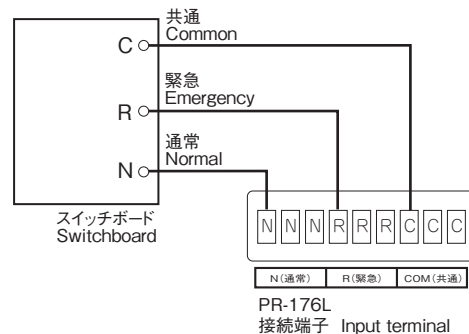 共通
Common
C
緊急
Emergency
R
通常
Normal
N
スイッチボード
Switchboard
N N N R R R C C C
N(通常) R(緊急) COM(共通)
PR-176L
接続端子 Input terminal